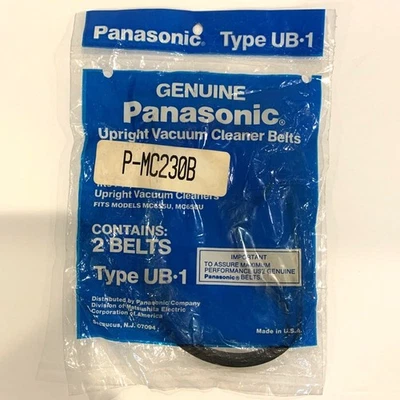 Panasonic® Type UB·1
GENUINE
Panasonic®
Upright Vacuum Cleaner Belts
P-MC230B
Upright Vacuum Cleaners
FITS MODELS
CONTAINS:
2 BELTS
Type UB·1
IMPORTANT
TO ASSURE MAXIMUM
PERFORMANCE USE GENUINE
Panasonic® BELTS.
Distributed by Panasonic Company
Division of Matsushita Electric
Corporation of America
Secaucus, N.J. 07094
Made in U.S.A.